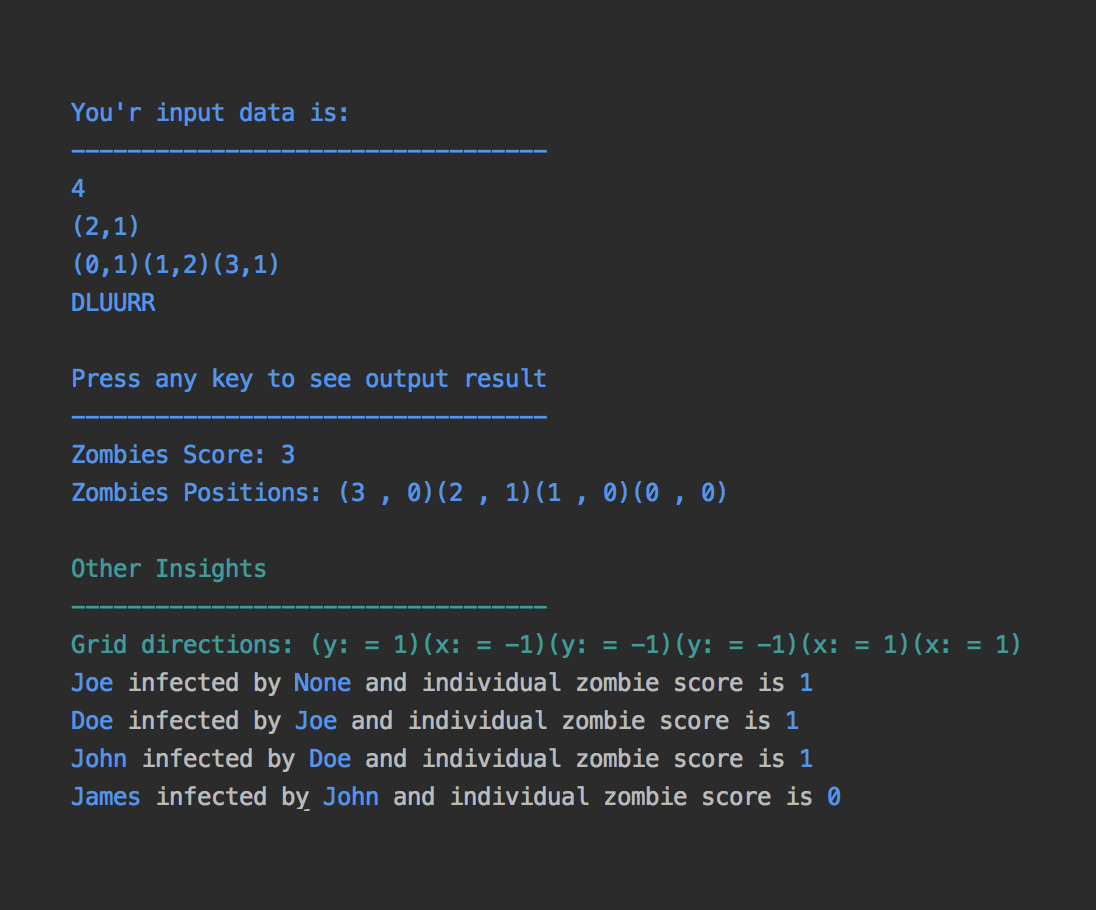 You'r input data is:
----------------------------------
4
(2,1)
(0,1)(1,2)(3,1)
DLUURR
Press any key to see output result
----------------------------------
Zombies Score: 3
Zombies Positions: (3 , 0)(2 , 1)(1 , 0)(0 , 0)
Other Insights
----------------------------------
Grid directions: (y: = 1)(x: = -1)(y: = -1)(y: = -1)(x: = 1)(x: = 1)
Joe infected by None and individual zombie score is 1
Doe infected by Joe and individual zombie score is 1
John infected by Doe and individual zombie score is 1
James infected by John and individual zombie score is 0